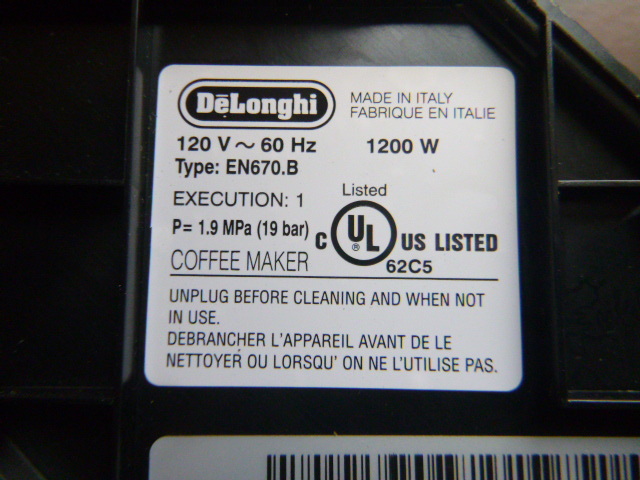 DēLonghi
MADE IN ITALY
FABRIQUE EN ITALIE
120 V ~ 60 Hz 1200 W
Type: EN670.B
EXECUTION: 1
Listed
P= 1.9 MPa (19 bar)
C UL ® US LISTED
COFFEE MAKER 62C5
UNPLUG BEFORE CLEANING AND WHEN NOT
IN USE.
DEBRANCHER L'APPAREIL AVANT DE LE
NETTOYER OU LORSQU' ON NE L'UTILISE PAS.